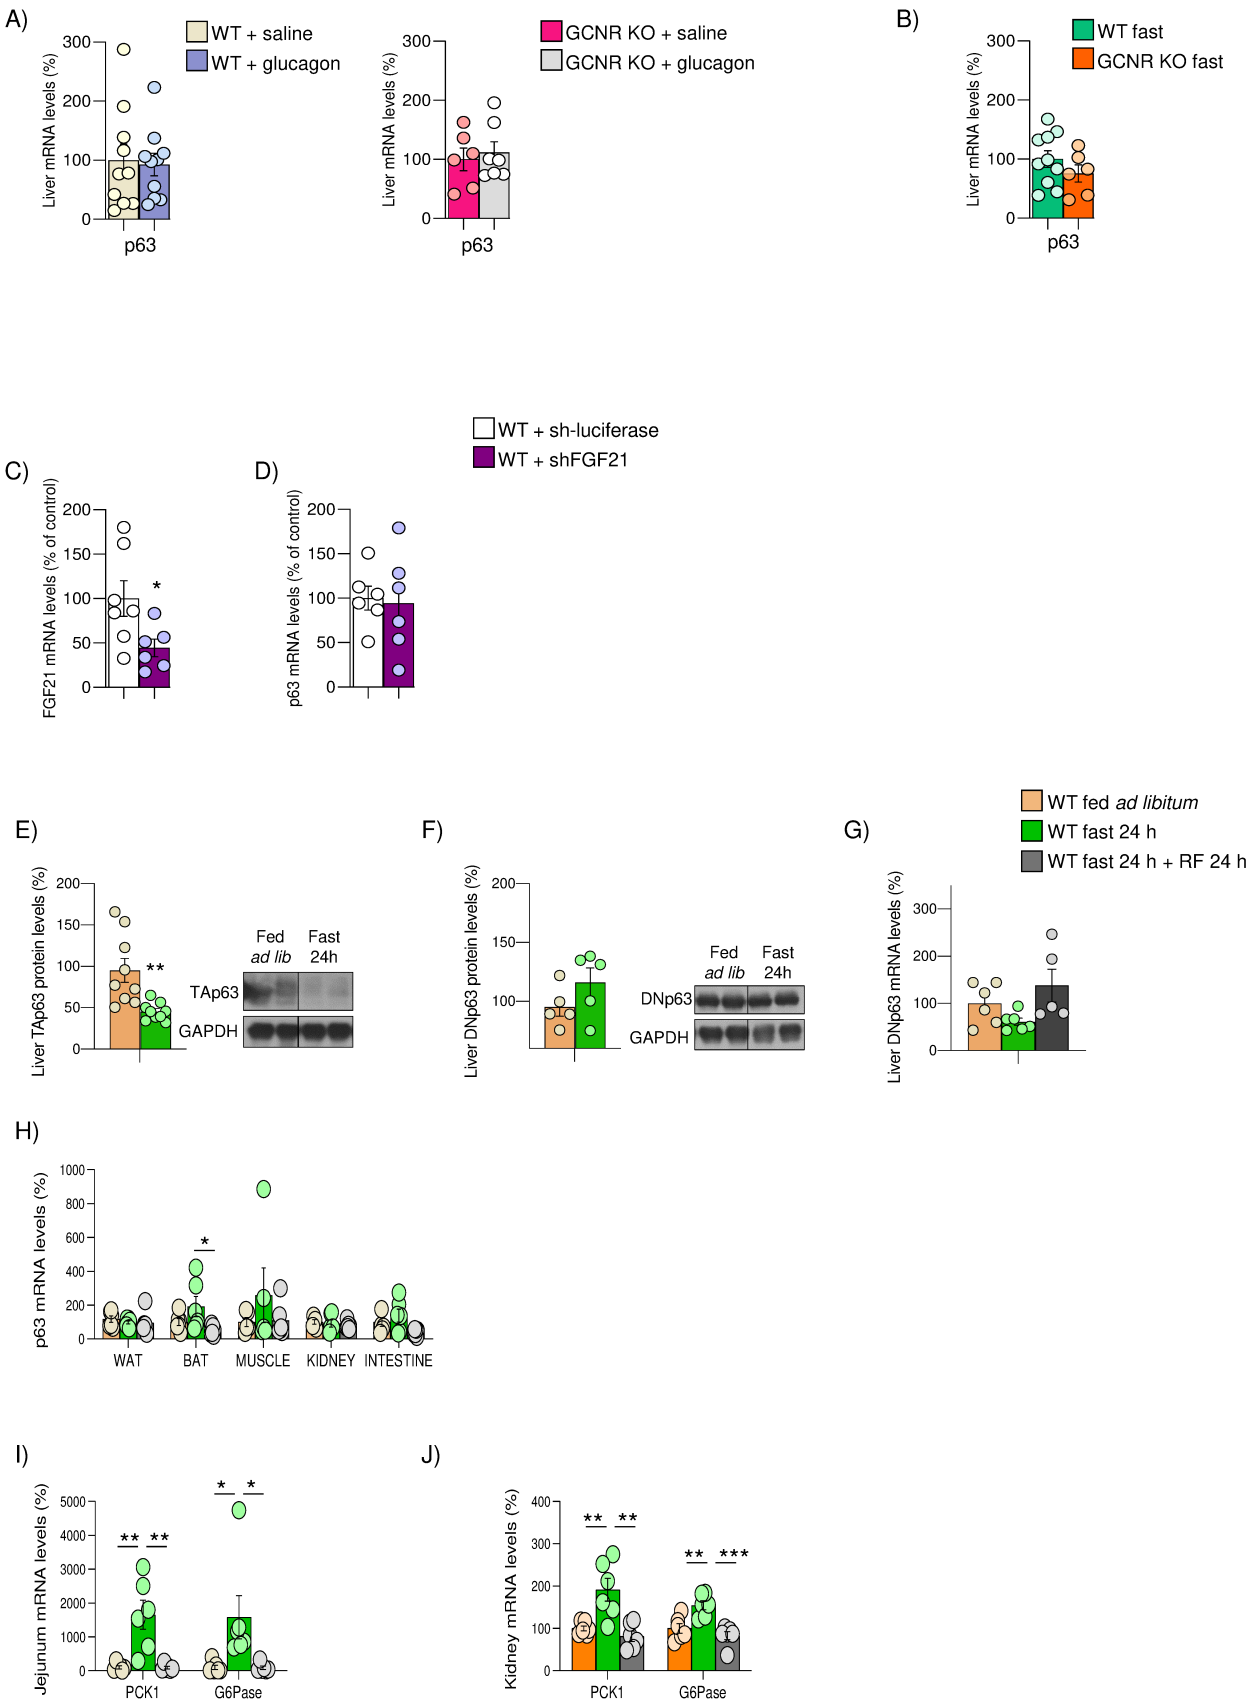 A)
WT + saline
WT + glucagon
Liver mRNA levels (%)
300
200
100
0
p63
GCNR KO + saline
GCNR KO + glucagon
Liver mRNA levels (%)
300
200
100
0
p63
B)
WT fast
GCNR KO fast
Liver mRNA levels (%)
300
200
100
0
p63
WT + sh-luciferase
WT + shFGF21
C)
FGF21 mRNA levels (% of control)
200
150
100
50
0
*
D)
p63 mRNA levels (% of control)
200
150
100
50
0
WT fed ad libitum
WT fast 24 h
WT fast 24 h + RF 24 h
E)
Liver TAp63 protein levels (%)
200
150
100
50
0
**
Fed
ad lib
Fast
24h
TAp63
GAPDH
F)
Liver DNp63 protein levels (%)
200
150
100
Fed
ad lib
Fast
24h
DNp63
GAPDH
G)
Liver DNp63 mRNA levels (%)
300
200
100
0
H)
p63 mRNA levels (%)
1000
800
600
400
200
0
*
WAT
BAT
MUSCLE
KIDNEY
INTESTINE
I)
Jejunum mRNA levels (%)
5000
4000
3000
2000
1000
0
** **
* *
PCK1
G6Pase
J)
Kidney mRNA levels (%)
400
300
200
100
0
** **
** ***
PCK1
G6Pase